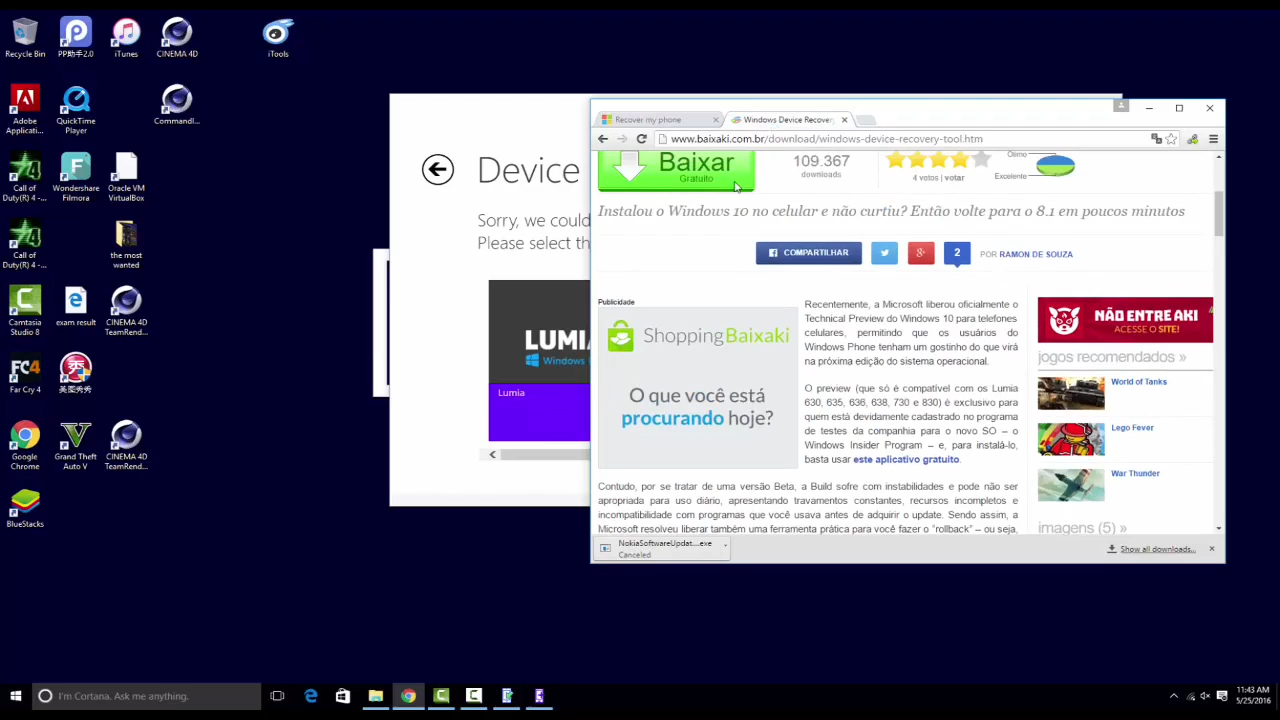 Recycle Bin
PP助手2.0
iTunes
CINEMA 4D
iTools
Adobe
Applicati...
QuickTime
Player
CommandI...
Call of
Duty(R) 4 -...
Wondershare
Filmora
Oracle VM
VirtualBox
Call of
Duty(R) 4 -...
the most
wanted
Camtasia
Studio 8
exam result
CINEMA 4D
TeamRend...
Far Cry 4
美图秀秀
Google
Chrome
Grand Theft
Auto V
CINEMA 4D
TeamRend...
BlueStacks
Device
Sorry, we could
Please select th
LUMIA
Windows
Lumia
Recover my phone
Windows Device Recovery
www.baixaki.com.br/download/windows-device-recovery-tool.htm
Baixar
Gratuito
109.367
downloads
4 votos | votar
Ótimo
Excelente
Instalou o Windows 10 no celular e não curtiu? Então volte para o 8.1 em poucos minutos
COMPARTILHAR
2
POR RAMON DE SOUZA
Publicidade
Shopping Baixaki
O que você está
procurando hoje?
Recentemente, a Microsoft liberou oficialmente o
Technical Preview do Windows 10 para telefones
celulares, permitindo que os usuários do
Windows Phone tenham um gostinho do que virá
na próxima edição do sistema operacional.
O preview (que só é compatível com os Lumia
630, 635, 636, 638, 730 e 830) é exclusivo para
quem está devidamente cadastrado no programa
de testes da companhia para o novo SO – o
Windows Insider Program – e, para instalá-lo,
basta usar este aplicativo gratuito.
Contudo, por se tratar de uma versão Beta, a Build sofre com instabilidades e pode não ser
apropriada para uso diário, apresentando travamentos constantes, recursos incompletos e
incompatibilidade com programas que você usava antes de adquirir o update. Sendo assim, a
Microsoft resolveu liberar também uma ferramenta prática para você fazer o "rollback" – ou seja,
NÃO ENTRE AKI
ACESSE O SITE!
jogos recomendados »
World of Tanks
Lego Fever
War Thunder
imagens (5) »
NokiaSoftwareUpdat....exe
Canceled
Show all downloads...
I'm Cortana. Ask me anything.
11:43 AM
5/25/2016